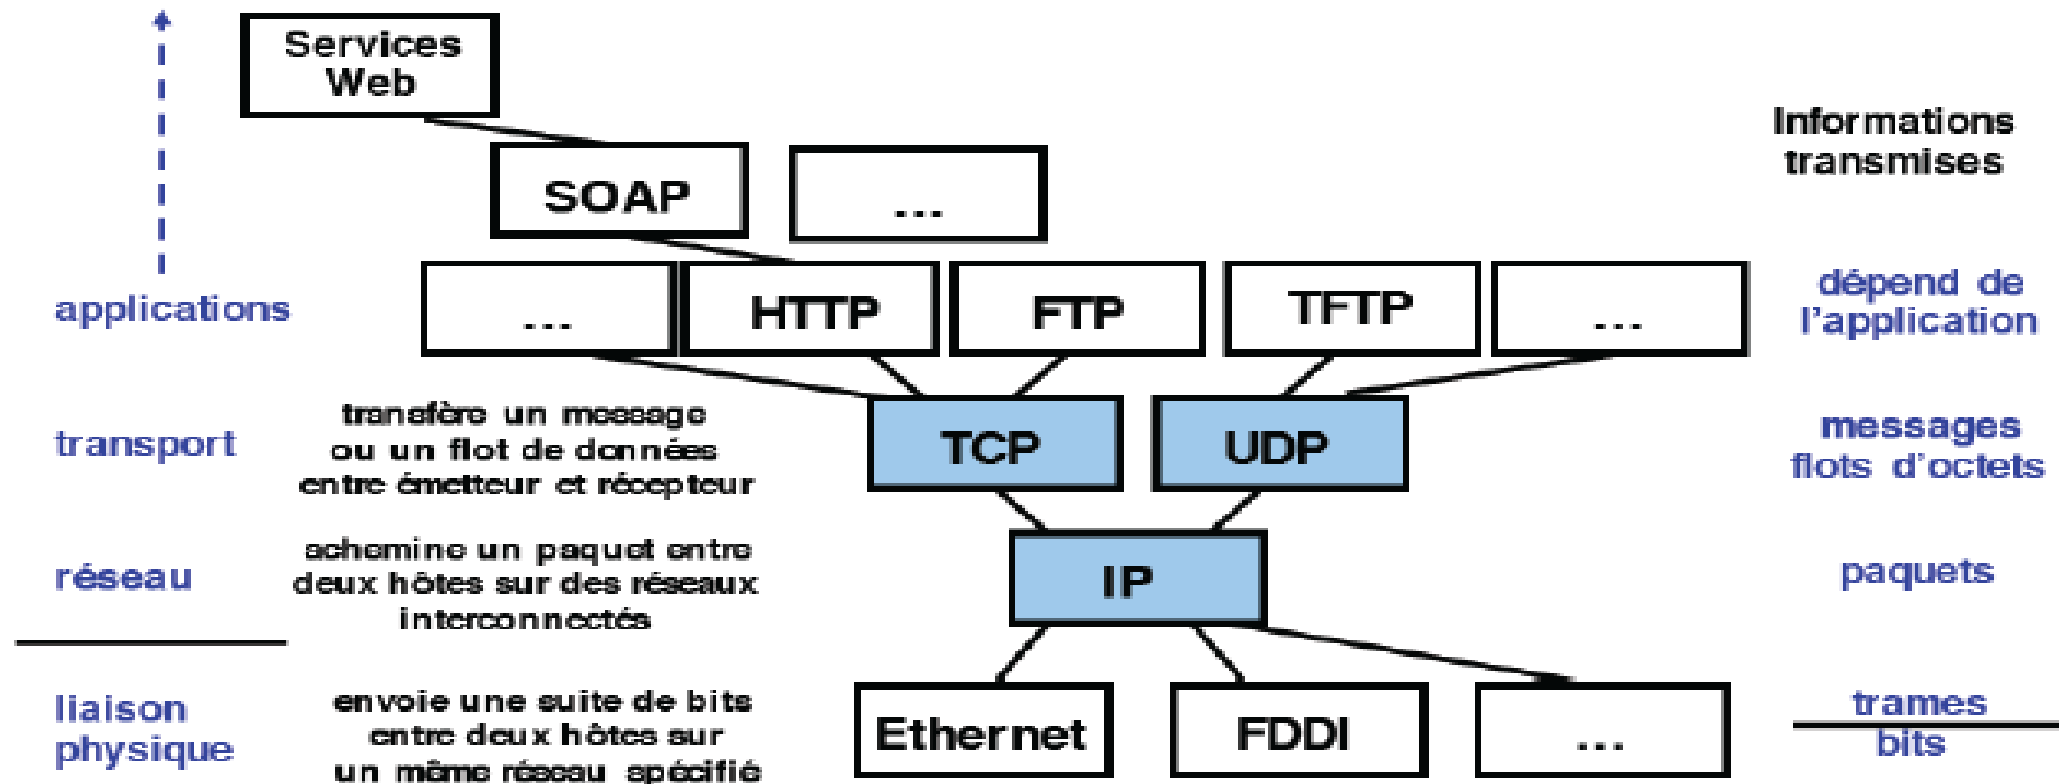 Services
Web
Informations
transmises
SOAP
...
applications
...
HTTP
FTP
TFTP
...
dépend de
l'application
transport
transfère un message
ou un flot de données
entre émetteur et récepteur
TCP
UDP
messages
flots d'octets
réseau
achemine un paquet entre
deux hôtes sur des réseaux
interconnectés
IP
paquets
liaison
physique
envoie une suite de bits
entre deux hôtes sur
un même réseau spécifié
Ethernet
FDDI
...
trames
bits